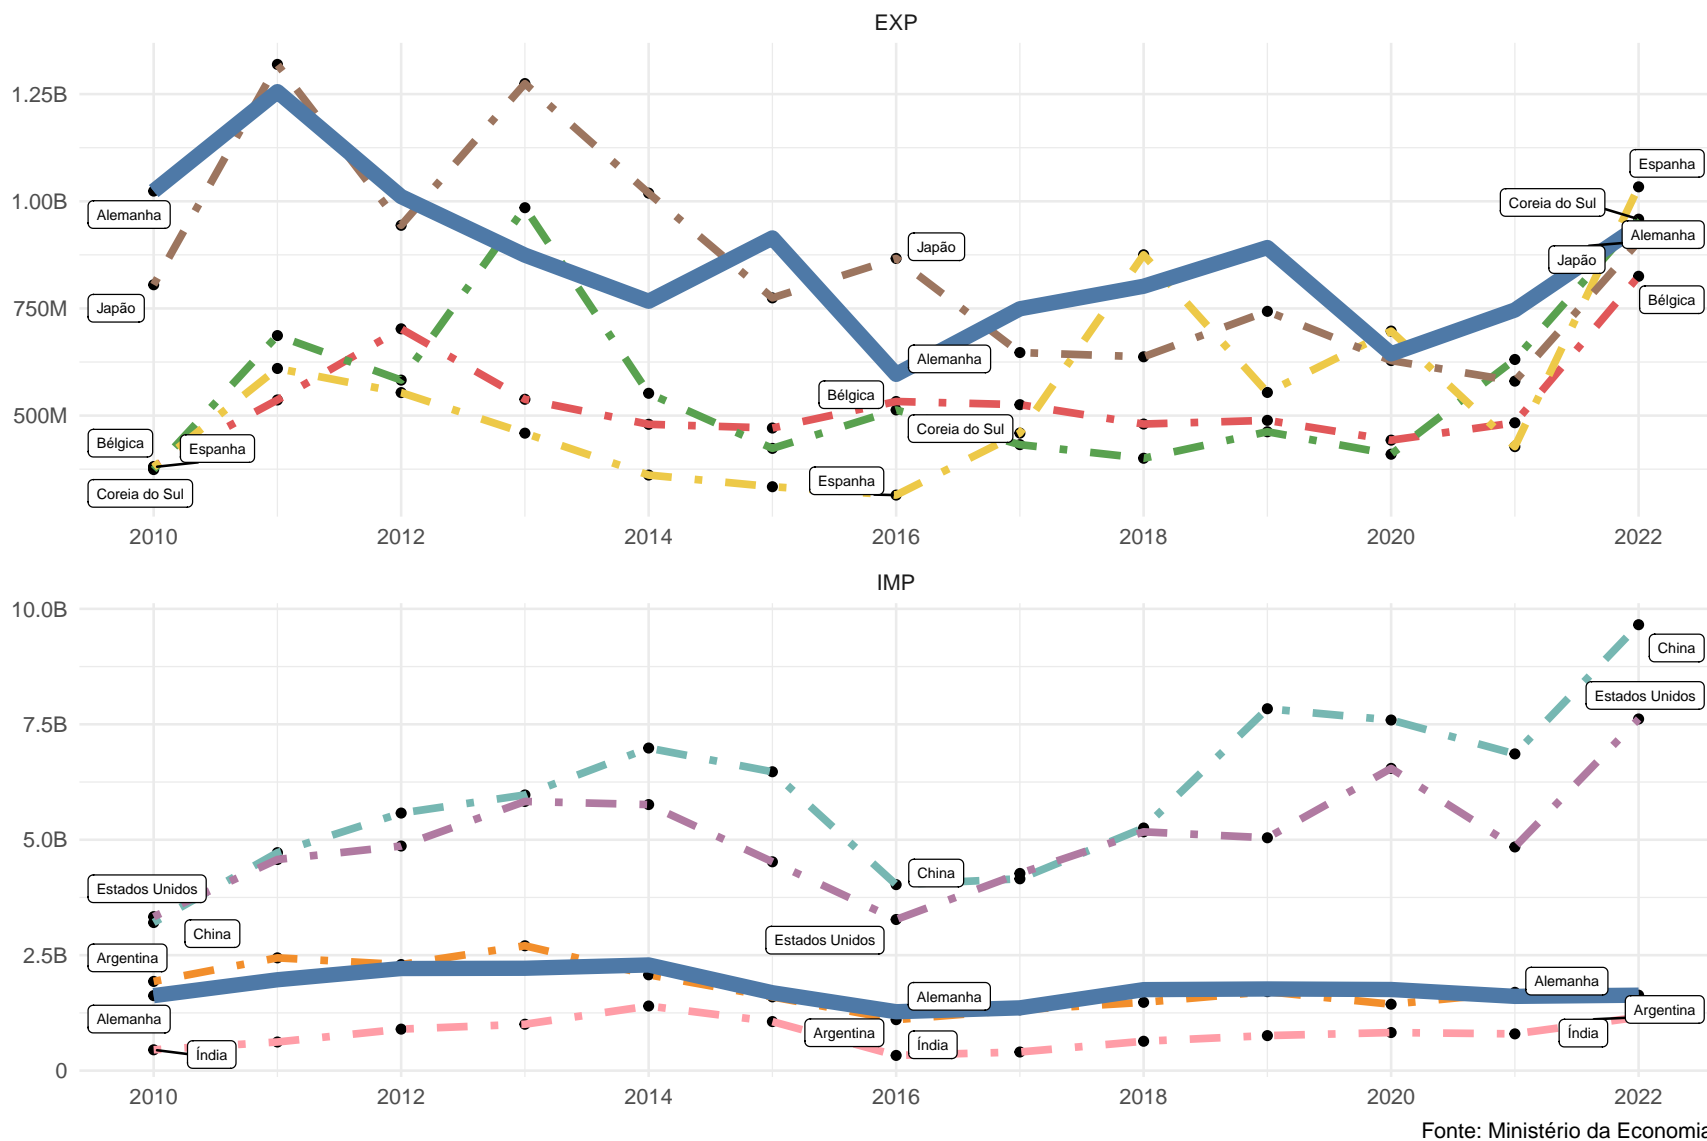 EXP
1.25B
1.00B
750M
500M
Espanha
Coreia do Sul
Alemanha
Alemanha
Japão
Japão
Japão
Bélgica
Alemanha
Bélgica
Coreia do Sul
Bélgica
Espanha
Espanha
Coreia do Sul
2010 2012 2014 2016 2018 2020 2022
IMP
10.0B
7.5B
5.0B
2.5B
0
China
Estados Unidos
China
Estados Unidos
China
Estados Unidos
Argentina
Alemanha
Alemanha
Argentina
Alemanha
Argentina
Índia
Índia
Índia
2010 2012 2014 2016 2018 2020 2022
Fonte: Ministério da Economia